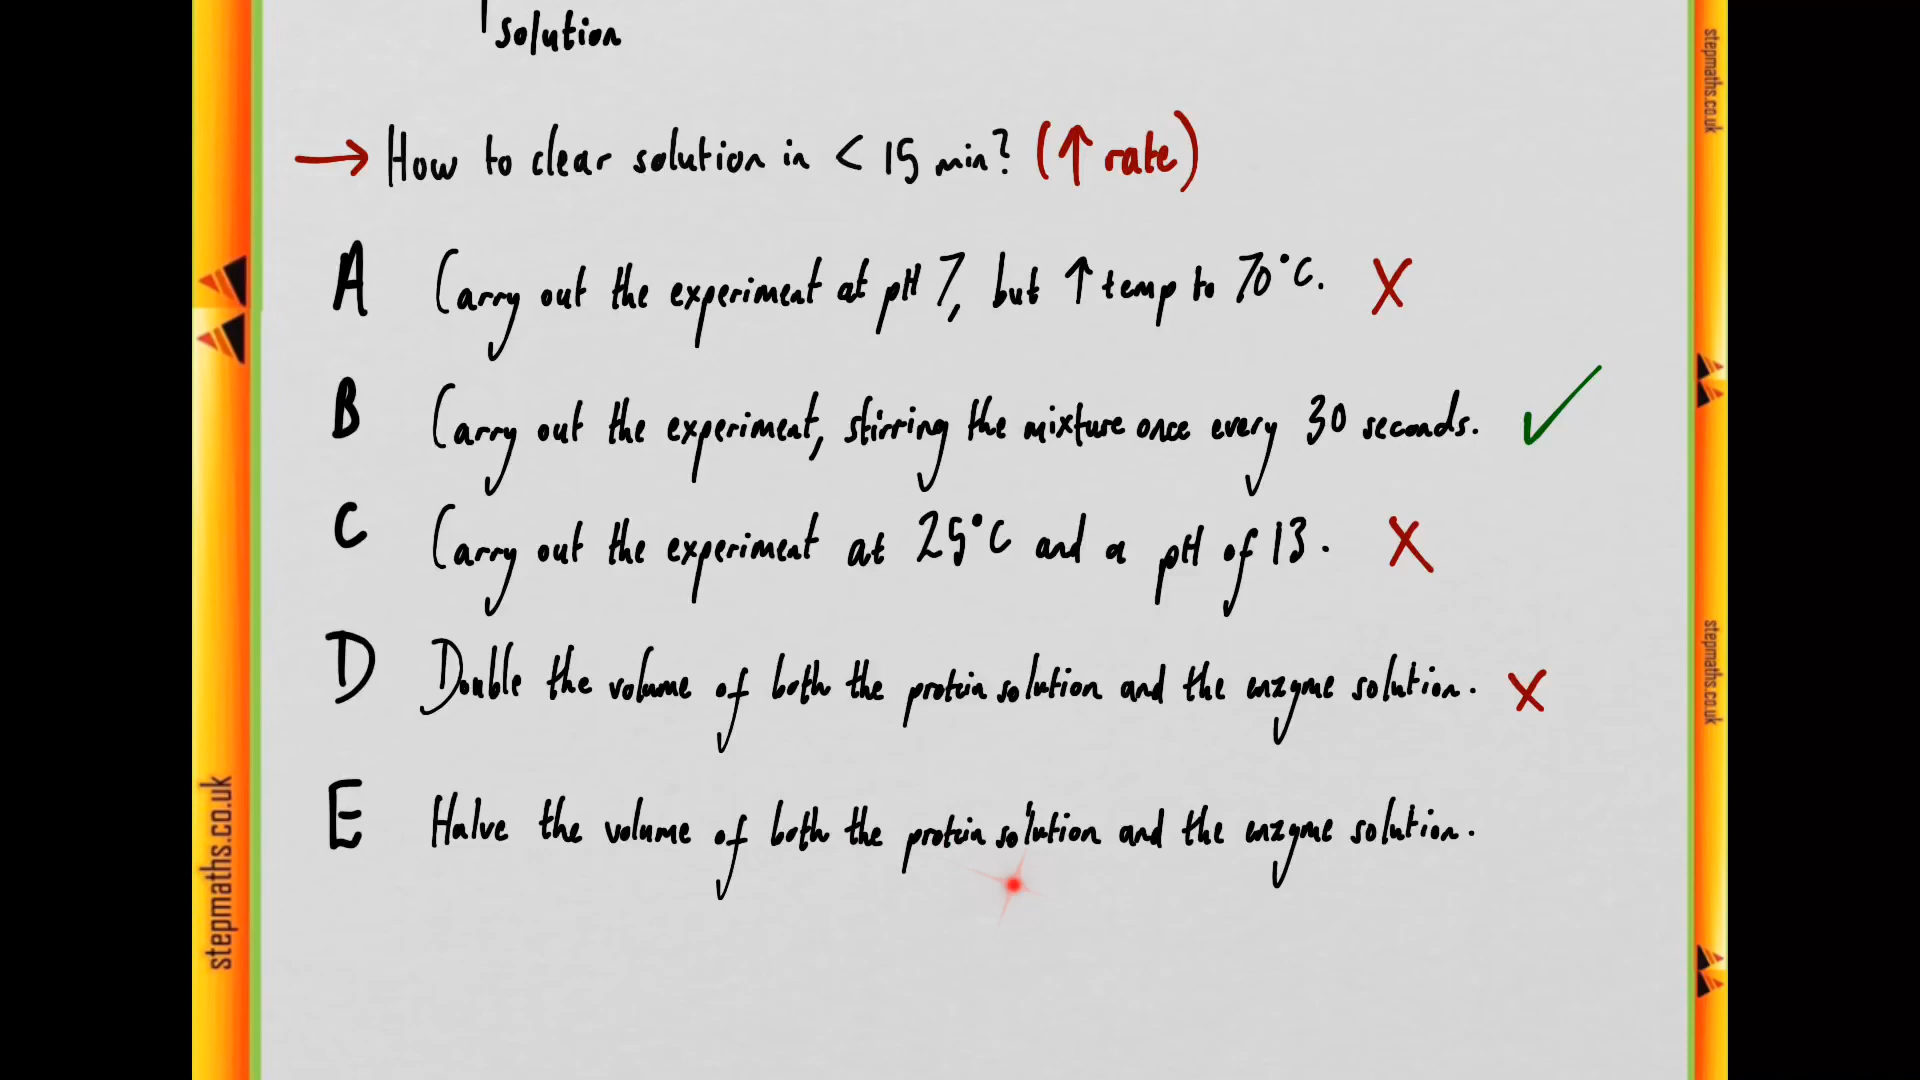 solution
→ How to clear solution in < 15 min? (↑ rate)
A Carry out the experiment at pH 7, but ↑ temp to 70°C. X
B Carry out the experiment, stirring the mixture once every 30 seconds. ✓
C Carry out the experiment at 25°C and a pH of 13. X
D Double the volume of both the protein solution and the enzyme solution. X
E Halve the volume of both the protein solution and the enzyme solution.
stepmaths.co.uk
stepmaths.co.uk
stepmaths.co.uk